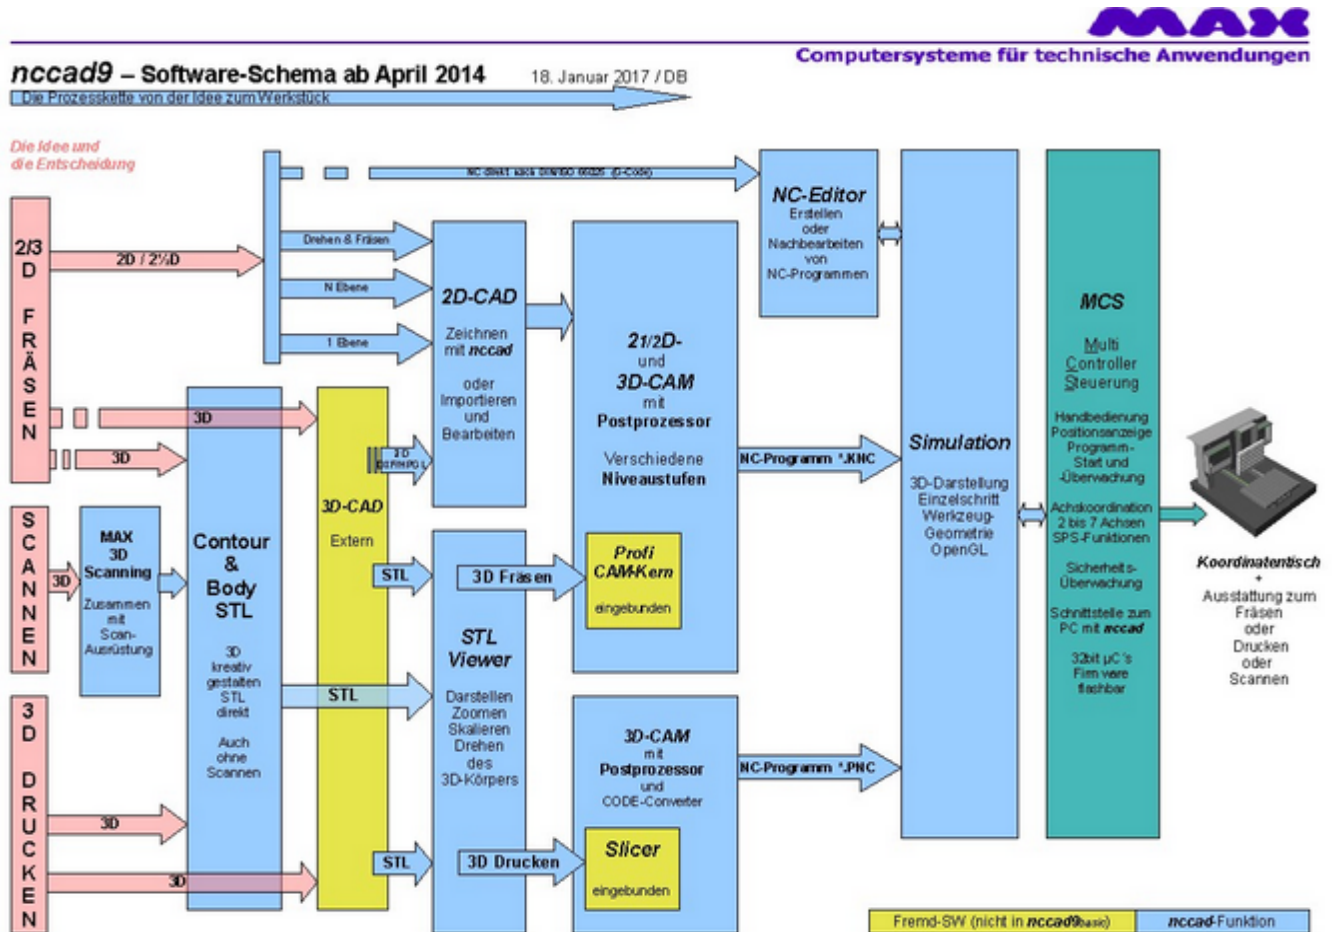 MAX
Computersysteme für technische Anwendungen
nccad9 – Software-Schema ab April 2014
18. Januar 2017 / DB
Die Prozesskette von der Idee zum Werkstück
Die Idee und
die Entscheidung
2/3
D
F
R
Ä
S
E
N
2D / 2½D
3D
3D
S
C
A
N
N
E
N
3D
MAX
3D
Scanning
Zusammen
mit
Scan-
Ausrüstung
3
D
D
R
U
C
K
E
N
3D
3D
Contour
&
Body
STL
3D
kreativ
gestalten
STL
direkt
Auch
ohne
Scannen
NC direkt nach DIN/ISO 66025 (G-Code)
Drehen & Fräsen
N Ebene
1 Ebene
3D-CAD
Extern
STL
STL
STL
2D-CAD
Zeichnen
mit nccad
oder
Importieren
und
Bearbeiten
STL
Viewer
Darstellen
Zoomen
Skalieren
Drehen
des
3D-Körpers
3D Fräsen
3D Drucken
21/2D-
und
3D-CAM
mit
Postprozessor
Verschiedene
Niveaustufen
Profi
CAM-Kern
eingebunden
3D-CAM
mit
Postprozessor
und
CODE-Converter
Slicer
eingebunden
NC-Editor
Erstellen
oder
Nachbearbeiten
von
NC-Programmen
NC-Programm *.KNC
NC-Programm *.PNC
Simulation
3D-Darstellung
Einzelschritt
Werkzeug-
Geometrie
OpenGL
MCS
Multi
Controller
Steuerung
Handbedienung
Positionsanzeige
Programm-
Start und
-Überwachung
Achskoordination
2 bis 7 Achsen
SPS-Funktionen
Sicherheits-
Überwachung
Schnittstelle zum
PC mit nccad
32bit µC´s
Firmware
flashbar
Koordinatentisch
+
Ausstattung zum
Fräsen
oder
Drucken
oder
Scannen
Fremd-SW (nicht in nccad9basic)
nccad-Funktion